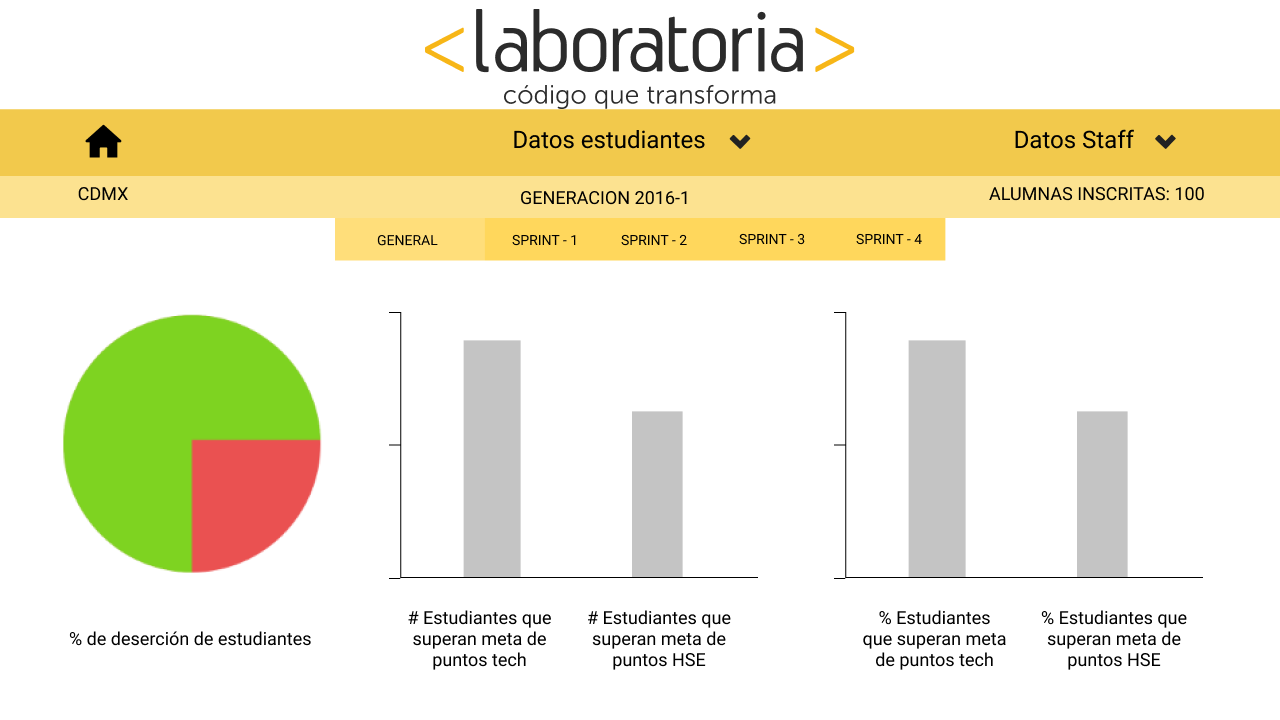 <laboratoria>
código que transforma
Datos estudiantes
Datos Staff
CDMX
GENERACION 2016-1
ALUMNAS INSCRITAS: 100
GENERAL
SPRINT - 1
SPRINT - 2
SPRINT - 3
SPRINT - 4
% de deserción de estudiantes
# Estudiantes que
superan meta de
puntos tech
# Estudiantes que
superan meta de
puntos HSE
% Estudiantes
que superan meta
de puntos tech
% Estudiantes que
superan meta de
puntos HSE